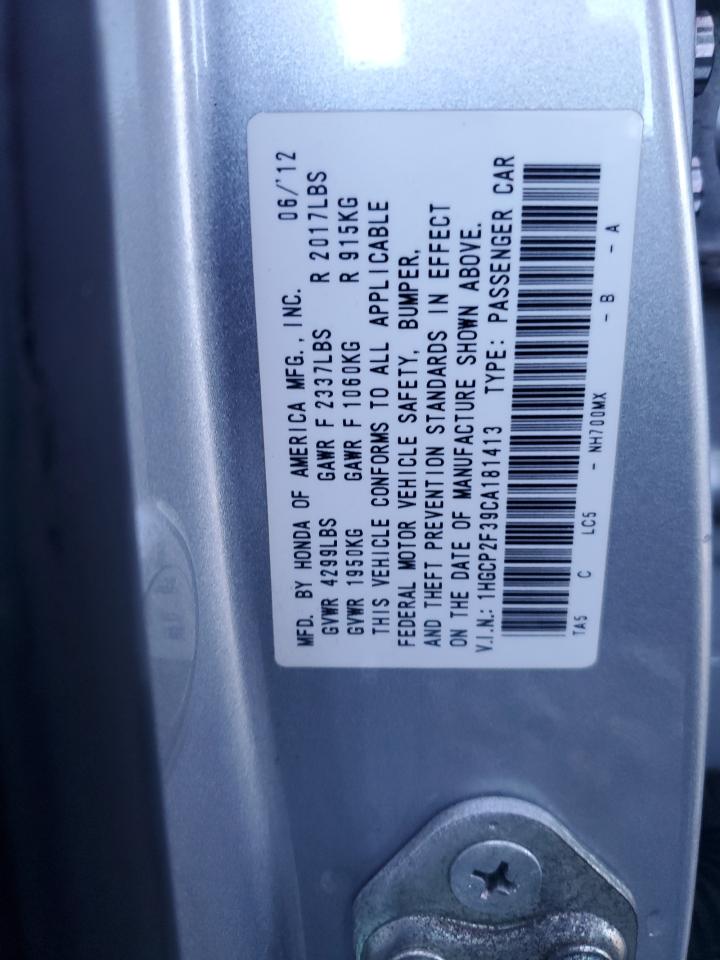 MFD. BY HONDA OF AMERICA MFG., INC. 06/'12
GVWR 4299LBS GAWR F 2337LBS R 2017LBS
GVWR 1950KG GAWR F 1060KG R 915KG
THIS VEHICLE CONFORMS TO ALL APPLICABLE
FEDERAL MOTOR VEHICLE SAFETY, BUMPER,
AND THEFT PREVENTION STANDARDS IN EFFECT
ON THE DATE OF MANUFACTURE SHOWN ABOVE.
V.I.N.: 1HGCP2F39CA181413 TYPE: PASSENGER CAR
TA5 C LC5 - NH700MX - B - A